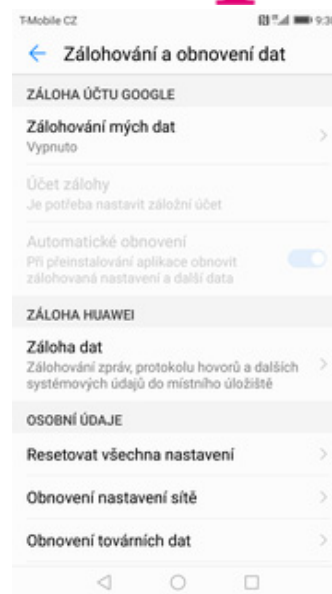 T-Mobile CZ 9:30
Zálohování a obnovení dat
ZÁLOHA ÚČTU GOOGLE
Zálohování mých dat
Vypnuto
Účet zálohy
Je potřeba nastavit záložní účet
Automatické obnovení
Při přeinstalování aplikace obnovit
zálohovaná nastavení a další data
ZÁLOHA HUAWEI
Záloha dat
Zálohování zpráv, protokolu hovorů a dalších
systémových údajů do místního úložiště
OSOBNÍ ÚDAJE
Resetovat všechna nastavení
Obnovení nastavení sítě
Obnovení továrních dat